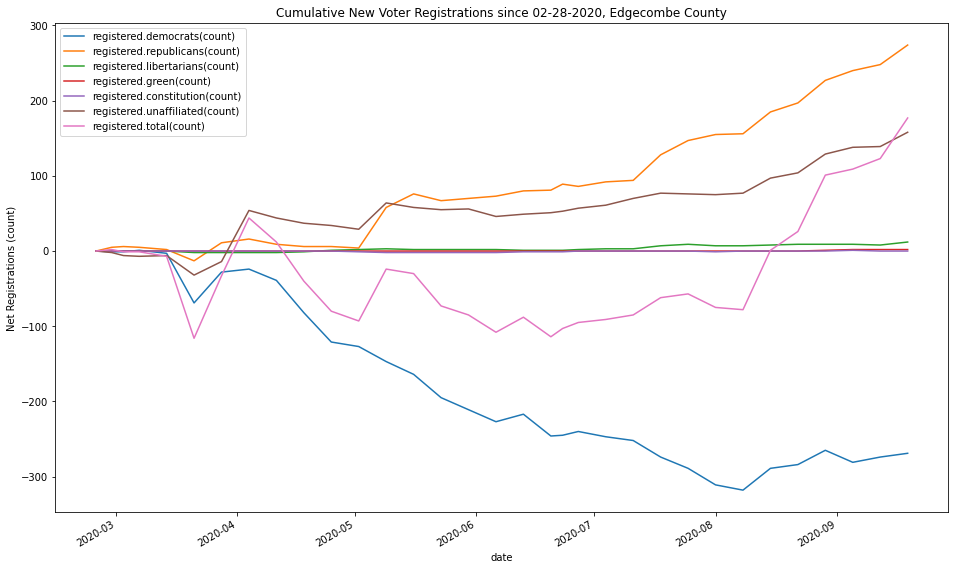 Cumulative New Voter Registrations since 02-28-2020, Edgecombe County
registered.democrats(count)
registered.republicans(count)
registered.libertarians(count)
registered.green(count)
registered.constitution(count)
registered.unaffiliated(count)
registered.total(count)
Net Registrations (count)
300
200
100
0
−100
−200
−300
2020-03
2020-04
2020-05
2020-06
2020-07
2020-08
2020-09
date